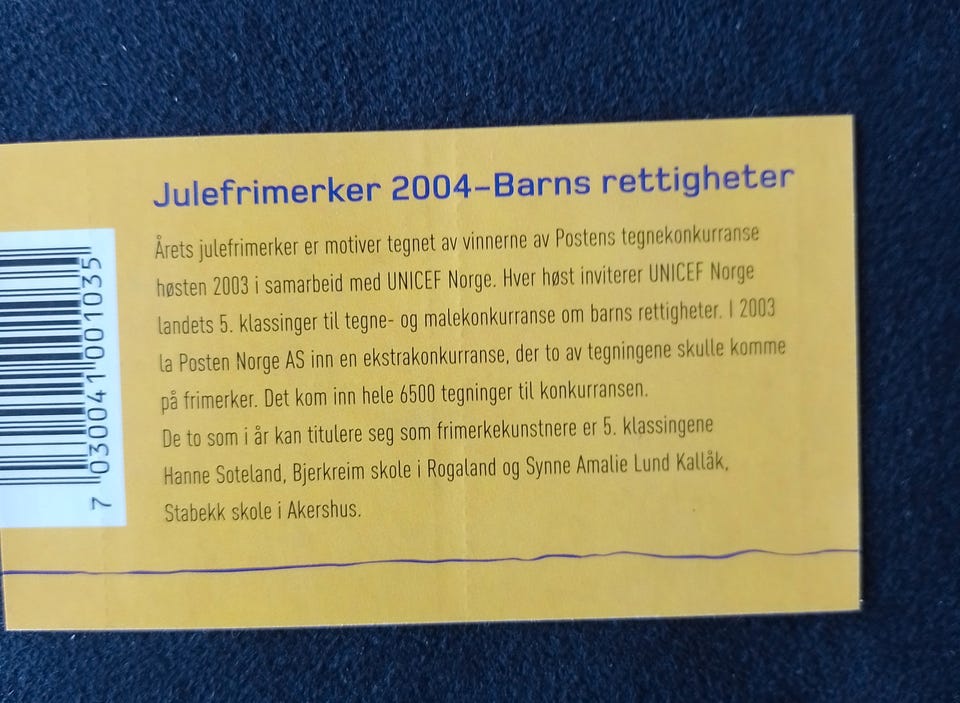 Julefrimerker 2004–Barns rettigheter
Årets julefrimerker er motiver tegnet av vinnerne av Postens tegnekonkurranse
høsten 2003 i samarbeid med UNICEF Norge. Hver høst inviterer UNICEF Norge
landets 5. klassinger til tegne- og malekonkurranse om barns rettigheter. I 2003
la Posten Norge AS inn en ekstrakonkurranse, der to av tegningene skulle komme
på frimerker. Det kom inn hele 6500 tegninger til konkurransen.
De to som i år kan titulere seg som frimerkekunstnere er 5. klassingene
Hanne Soteland, Bjerkreim skole i Rogaland og Synne Amalie Lund Kallåk,
Stabekk skole i Akershus.
7 030041 001035